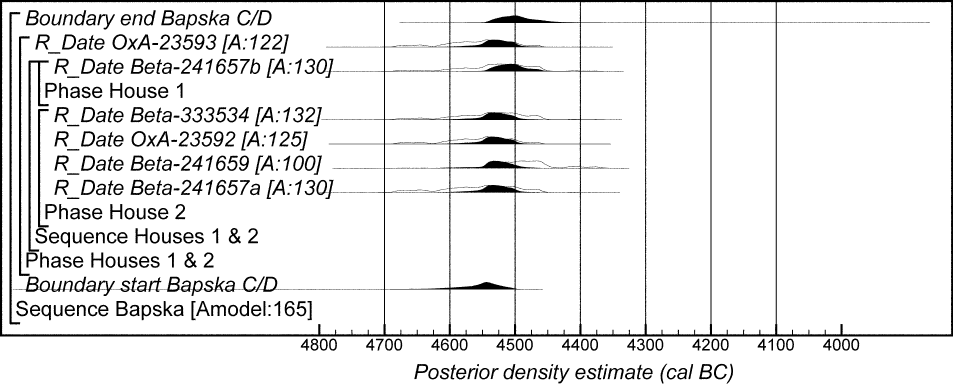 Boundary end Bapska C/D
R_Date OxA-23593 [A:122]
R_Date Beta-241657b [A:130]
Phase House 1
R_Date Beta-333534 [A:132]
R_Date OxA-23592 [A:125]
R_Date Beta-241659 [A:100]
R_Date Beta-241657a [A:130]
Phase House 2
Sequence Houses 1 & 2
Phase Houses 1 & 2
Boundary start Bapska C/D
Sequence Bapska [Amodel:165]
4800 4700 4600 4500 4400 4300 4200 4100 4000
Posterior density estimate (cal BC)